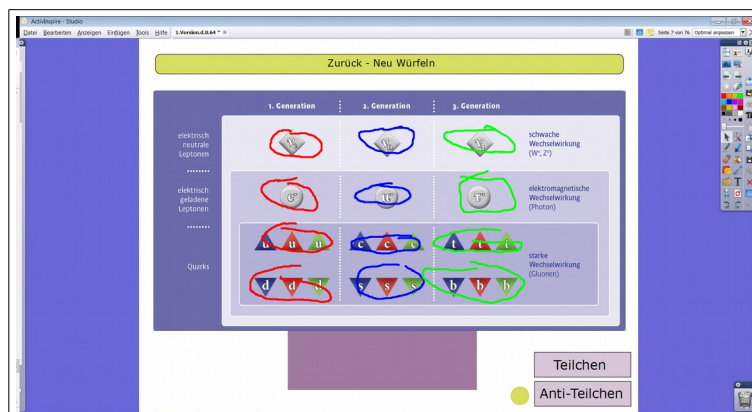 ActivInspire - Studio
Datei Bearbeiten Anzeigen Einfügen Tools Hilfe 1.Version.d.0.64 * Seite 7 von 76 Optimal anpassen
Zurück - Neu Würfeln
1. Generation 2. Generation 3. Generation
elektrisch
neutrale
Leptonen
schwache
Wechselwirkung
(W±, Z⁰)
elektrisch
geladene
Leptonen
elektromagnetische
Wechselwirkung
(Photon)
u u u c c c t t t
Quarks
starke
Wechselwirkung
(Gluonen)
d d d s s s b b b
Teilchen
Anti-Teilchen